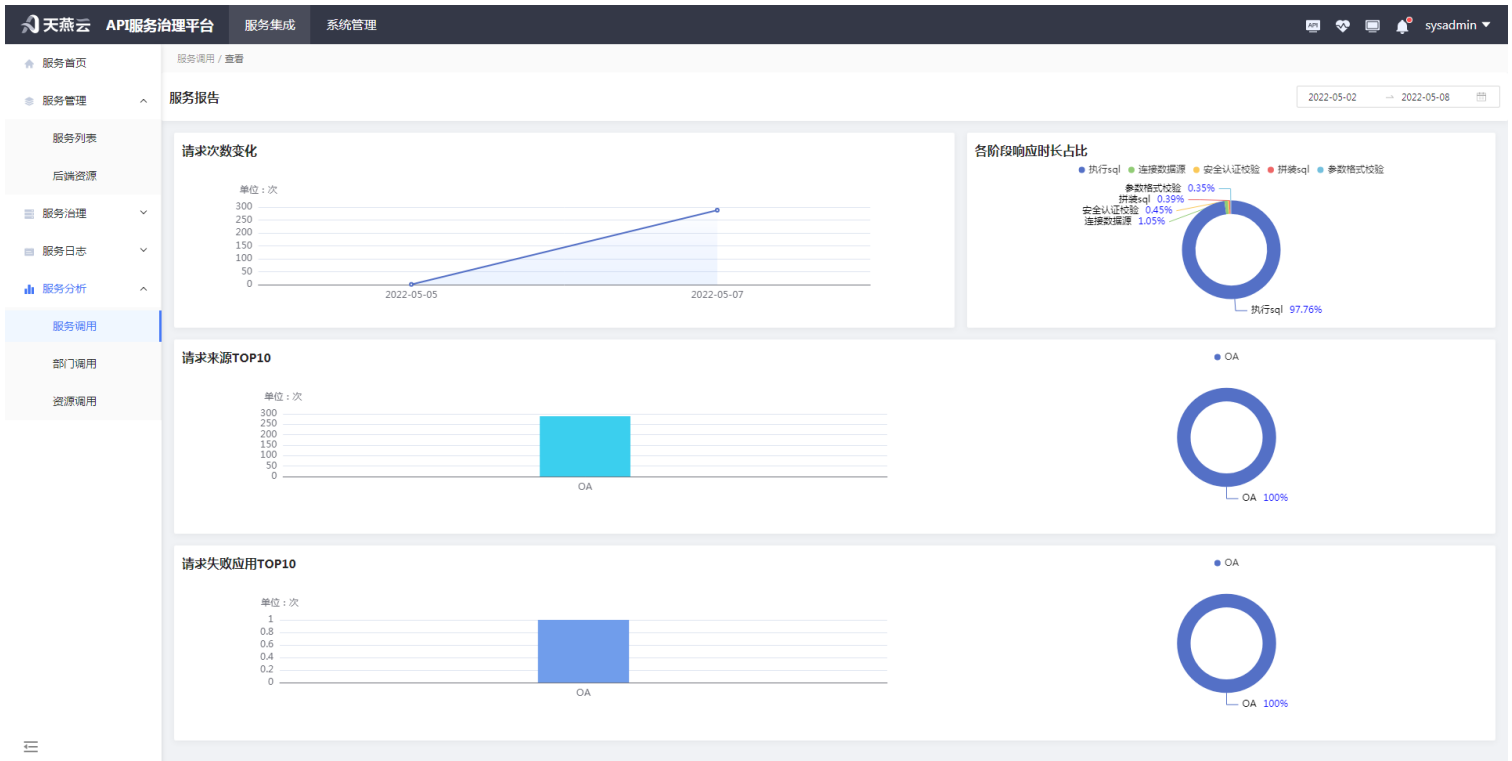 天燕云 API服务治理平台 服务集成 系统管理 API sysadmin
服务首页
服务管理
服务列表
后端资源
服务治理
服务日志
服务分析
服务调用
部门调用
资源调用
服务调用 / 查看
服务报告
2022-05-02 → 2022-05-08
请求次数变化
单位：次
300
250
200
150
100
50
0
2022-05-05 2022-05-07
各阶段响应时长占比
执行sql 连接数据源 安全认证校验 拼装sql 参数格式校验
参数格式校验 0.35%
拼装sql 0.39%
安全认证校验 0.45%
连接数据源 1.05%
执行sql 97.76%
请求来源TOP10
单位：次
300
250
200
150
100
50
0
OA
OA
OA 100%
请求失败应用TOP10
单位：次
1
0.8
0.6
0.4
0.2
0
OA
OA
OA 100%